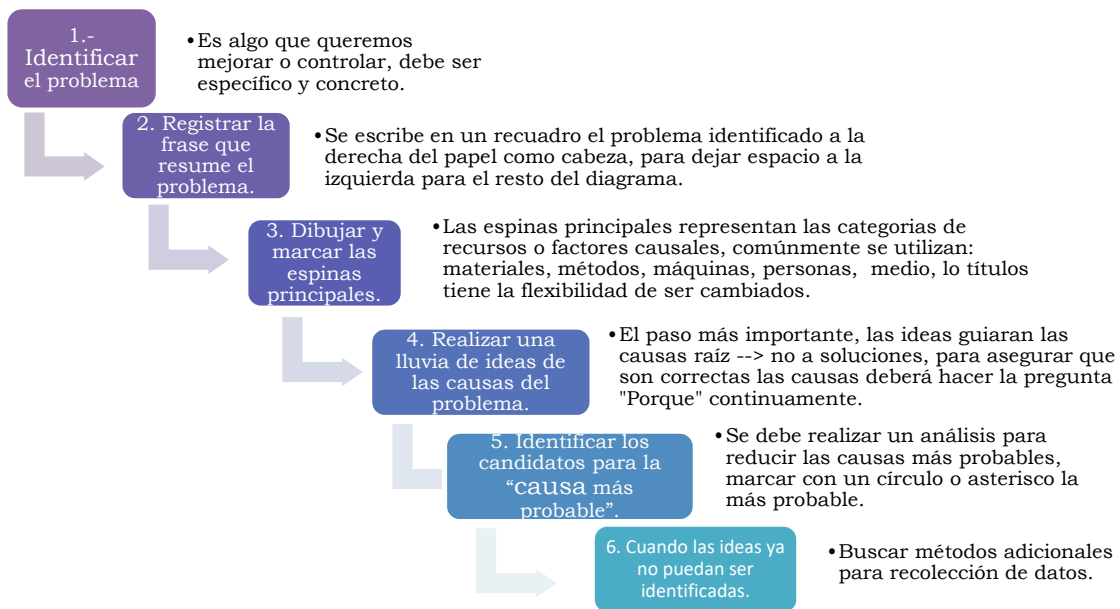 1.-
Identificar
el problema
•Es algo que queremos
mejorar o controlar, debe ser
específico y concreto.
2. Registrar la
frase que
resume el
problema.
•Se escribe en un recuadro el problema identificado a la
derecha del papel como cabeza, para dejar espacio a la
izquierda para el resto del diagrama.
3. Dibujar y
marcar las
espinas
principales.
•Las espinas principales representan las categorias de
recursos o factores causales, comúnmente se utilizan:
materiales, métodos, máquinas, personas, medio, lo títulos
tiene la flexibilidad de ser cambiados.
4. Realizar una
lluvia de ideas de
las causas del
problema.
•El paso más importante, las ideas guiaran las
causas raíz --> no a soluciones, para asegurar que
son correctas las causas deberá hacer la pregunta
"Porque" continuamente.
5. Identificar los
candidatos para la
“causa más
probable”.
•Se debe realizar un análisis para
reducir las causas más probables,
marcar con un círculo o asterisco la
más probable.
6. Cuando las ideas ya
no puedan ser
identificadas.
•Buscar métodos adicionales
para recolección de datos.